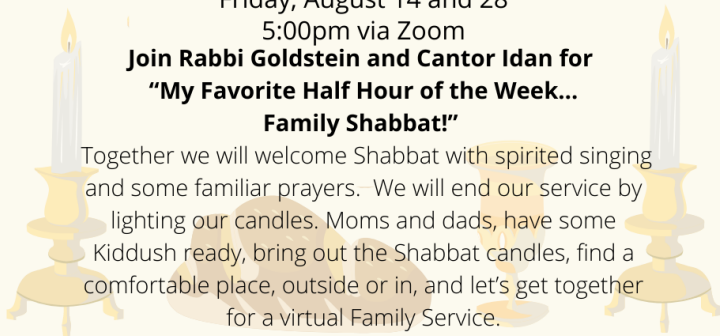 Friday, August 14 and 28
5:00pm via Zoom
Join Rabbi Goldstein and Cantor Idan for
“My Favorite Half Hour of the Week...
Family Shabbat!”
Together we will welcome Shabbat with spirited singing
and some familiar prayers.  We will end our service by
lighting our candles. Moms and dads, have some
Kiddush ready, bring out the Shabbat candles, find a
comfortable place, outside or in, and let’s get together
for a virtual Family Service.